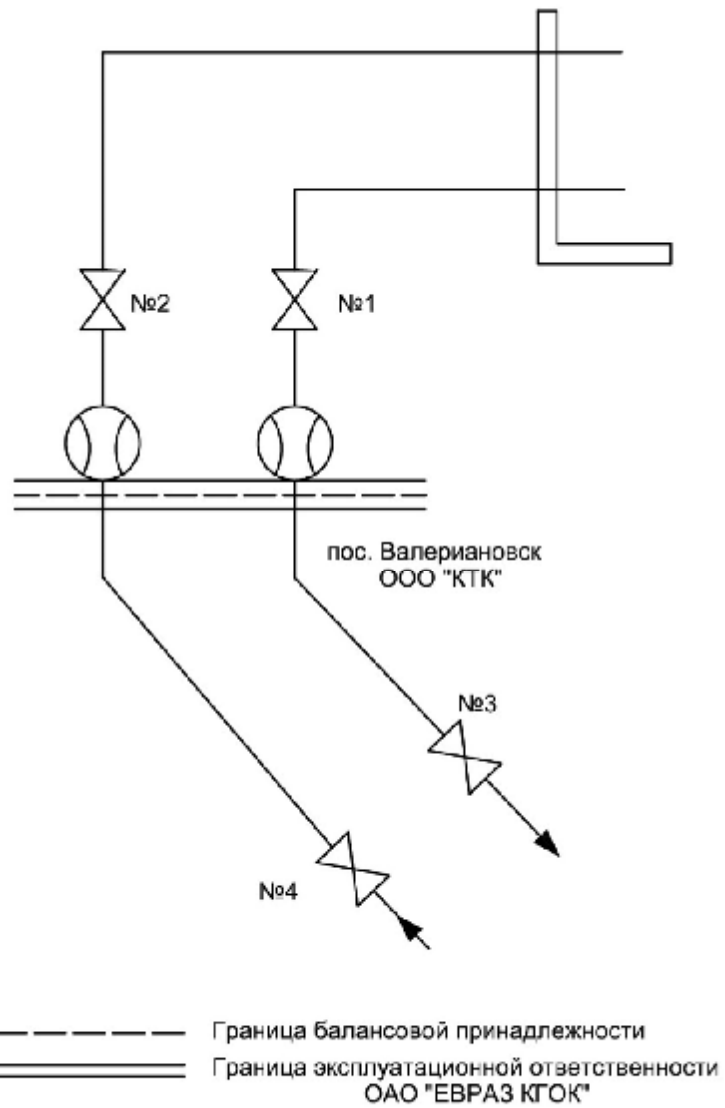 №2
№1
пос. Валериановск
ООО "КТК"
№3
№4
Граница балансовой принадлежности
Граница эксплуатационной ответственности
ОАО "ЕВРАЗ КГОК"